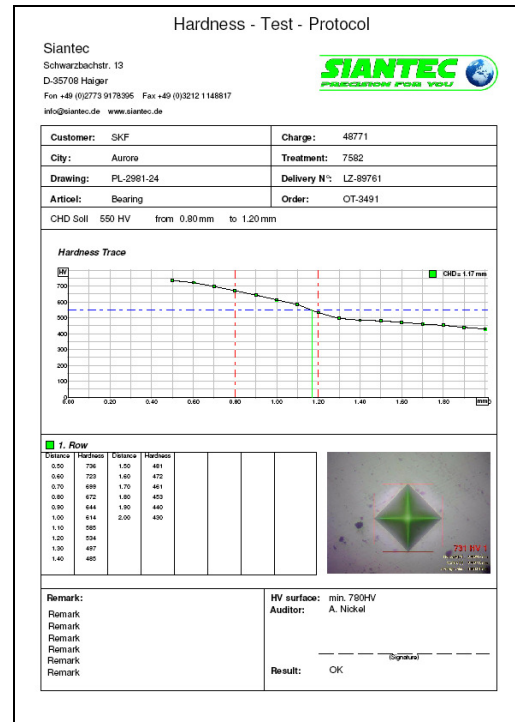 Hardness - Test - Protocol
Siantec
Schwarzbachstr. 13
D-35708 Haiger
Fon +49 (0)2773 9178395 Fax +49 (0)3212 1148817
info@siantec.de www.siantec.de
SIANTEC
PRECISION FOR YOU
Customer: SKF Charge: 48771
City: Aurore Treatment: 7582
Drawing: PL-2981-24 Delivery N°: LZ-89761
Articel: Bearing Order: OT-3491
CHD Soll 550 HV from 0.80 mm to 1.20 mm
Hardness Trace
HV
CHD= 1.17 mm
700
600
500
400
300
200
100
0
0.00 0.20 0.40 0.60 0.80 1.00 1.20 1.40 1.60 1.80 mm
1. Row
Distance Hardness Distance Hardness
0.50 736 1.50 481
0.60 723 1.60 472
0.70 699 1.70 461
0.80 672 1.80 453
0.90 644 1.90 440
1.00 614 2.00 430
1.10 585
1.20 534
1.30 497
1.40 485
731 HV
Remark:
Remark
Remark
Remark
Remark
Remark
Remark
HV surface: min. 780HV
Auditor: A. Nickel
(Signature)
Result: OK